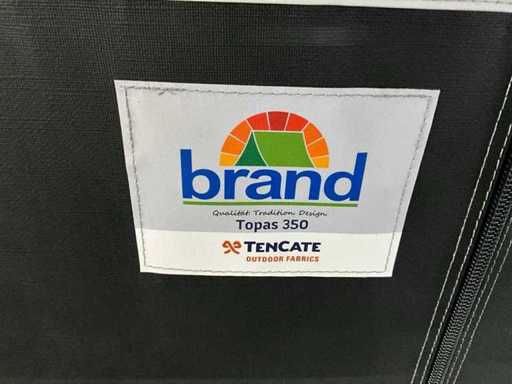 brand
Qualität. Tradition. Design.
Topas 350
TENCATE
OUTDOOR FABRICS